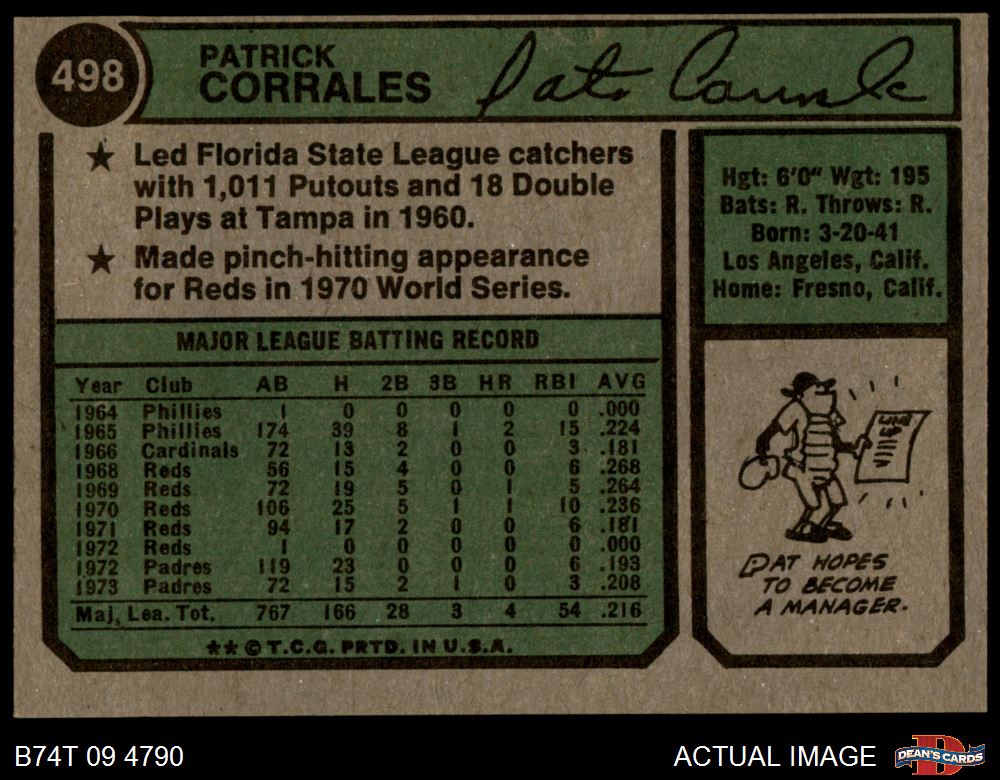 498
PATRICK
CORRALES
Pat Corrales
★ Led Florida State League catchers
with 1,011 Putouts and 18 Double
Plays at Tampa in 1960.
★ Made pinch-hitting appearance
for Reds in 1970 World Series.
Hgt: 6'0" Wgt: 195
Bats: R. Throws: R.
Born: 3-20-41
Los Angeles, Calif.
Home: Fresno, Calif.
MAJOR LEAGUE BATTING RECORD
Year Club AB H 2B 3B HR RBI AVG
1964 Phillies 1 0 0 0 0 0 .000
1965 Phillies 174 39 8 1 2 15 .224
1966 Cardinals 72 13 2 0 0 3 .181
1968 Reds 56 15 4 0 0 6 .268
1969 Reds 72 19 5 0 1 5 .264
1970 Reds 106 25 5 1 1 10 .236
1971 Reds 94 17 2 0 0 6 .181
1972 Reds 1 0 0 0 0 0 .000
1972 Padres 119 23 0 0 0 6 .193
1973 Padres 72 15 2 1 0 3 .208
Maj. Lea. Tot. 767 166 28 3 4 54 .216
** © T.C.G. PRTD. IN U.S.A.
LINE UP
PAT HOPES
TO BECOME
A MANAGER.
B74T 09 4790
ACTUAL IMAGE
D
DEAN'S CARDS